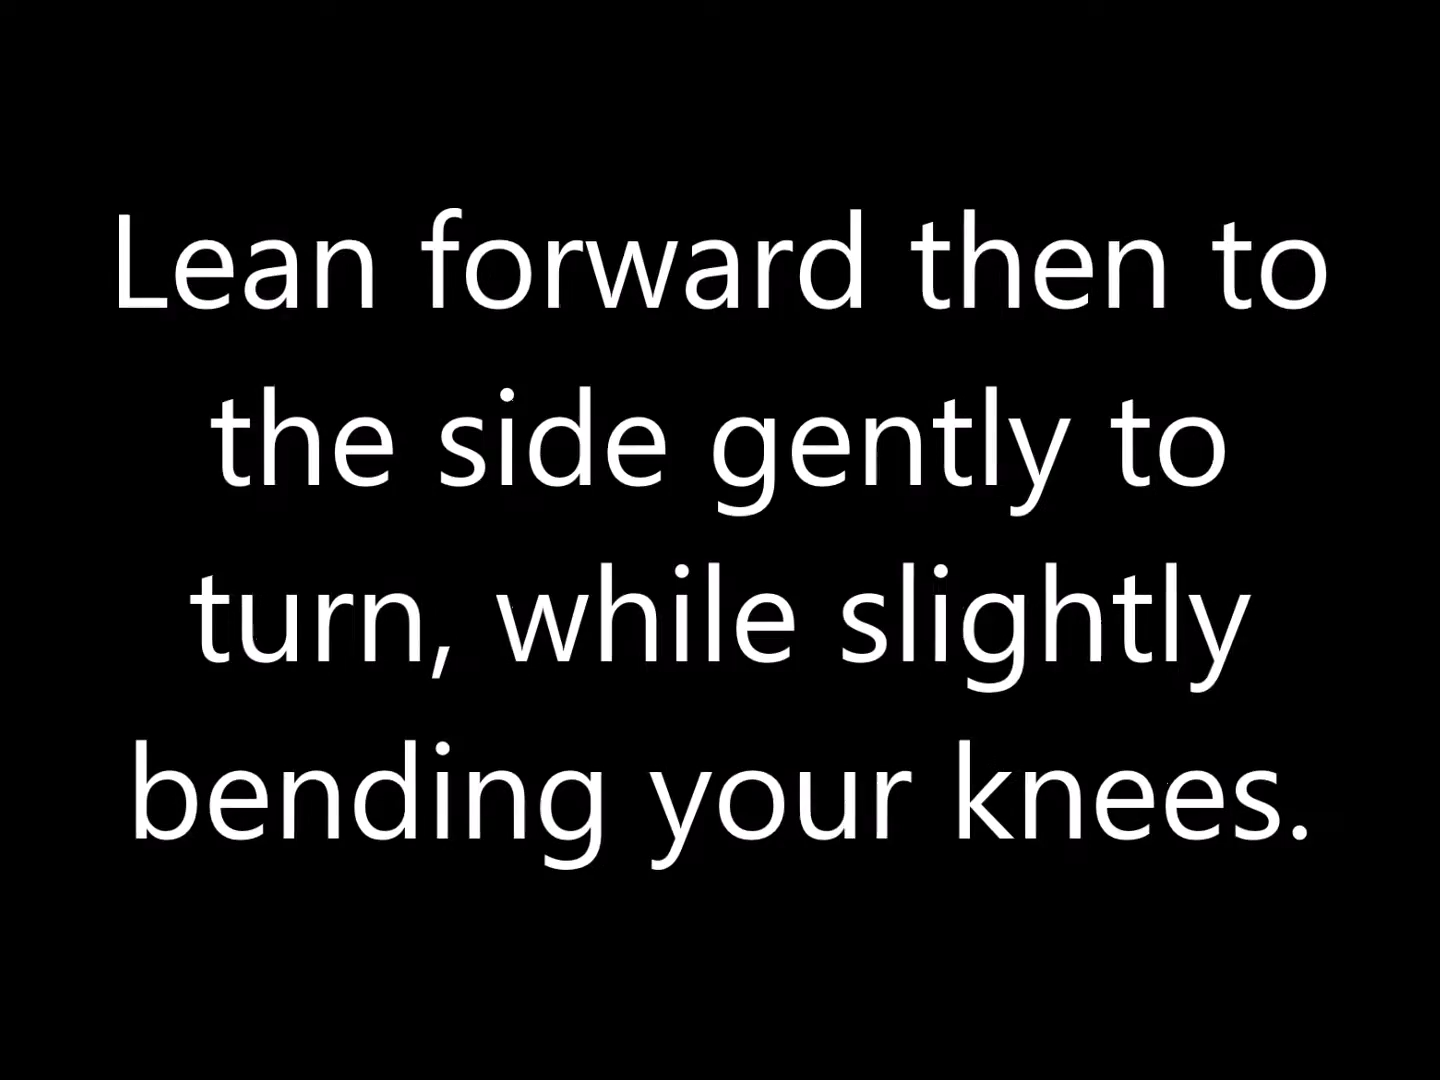 Lean forward then to
the side gently to
turn, while slightly
bending your knees.